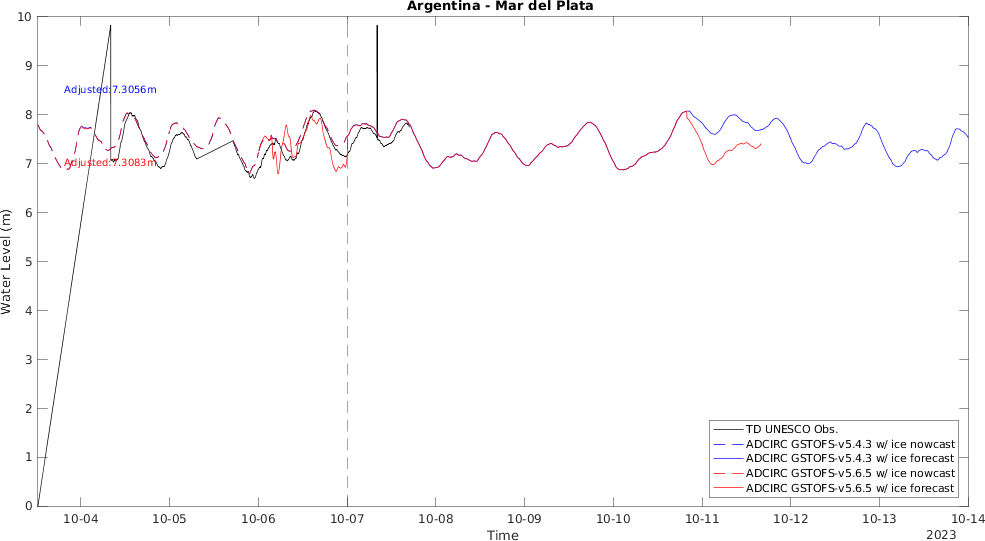 Argentina - Mar del Plata
10
9
8
7
6
5
4
3
2
1
0
Water Level (m)
Adjusted:7.3056m
Adjusted:7.3083m
TD UNESCO Obs.
ADCIRC GSTOFS-v5.4.3 w/ ice nowcast
ADCIRC GSTOFS-v5.4.3 w/ ice forecast
ADCIRC GSTOFS-v5.6.5 w/ ice nowcast
ADCIRC GSTOFS-v5.6.5 w/ ice forecast
10-04 10-05 10-06 10-07 10-08 10-09 10-10 10-11 10-12 10-13 10-14
Time
2023